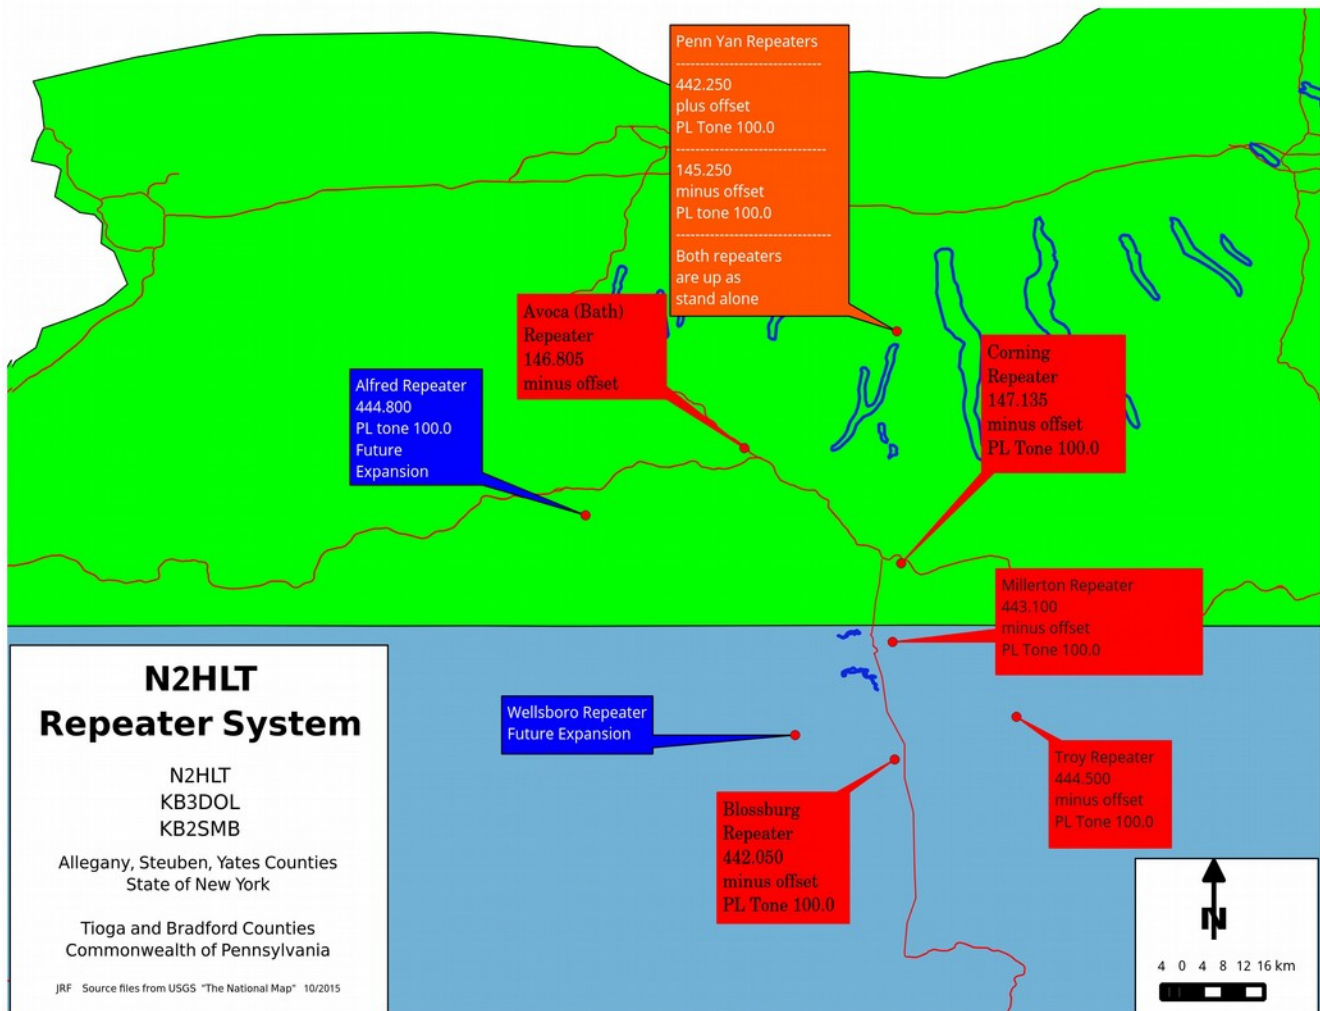 Penn Yan Repeaters
------------------------------
442.250
plus offset
PL Tone 100.0
-------------------------------
145.250
minus offset
PL tone 100.0
--------------------------------
Both repeaters
are up as
stand alone
Avoca (Bath)
Repeater
146.805
minus offset
Corning
Repeater
147.135
minus offset
PL Tone 100.0
Alfred Repeater
444.800
PL tone 100.0
Future
Expansion
Millerton Repeater
443.100
minus offset
PL Tone 100.0
Wellsboro Repeater
Future Expansion
Troy Repeater
444.500
minus offset
PL Tone 100.0
Blossburg
Repeater
442.050
minus offset
PL Tone 100.0
N2HLT
Repeater System
N2HLT
KB3DOL
KB2SMB
Allegany, Steuben, Yates Counties
State of New York
Tioga and Bradford Counties
Commonwealth of Pennsylvania
JRF Source files from USGS "The National Map" 10/2015
N
4 0 4 8 12 16 km